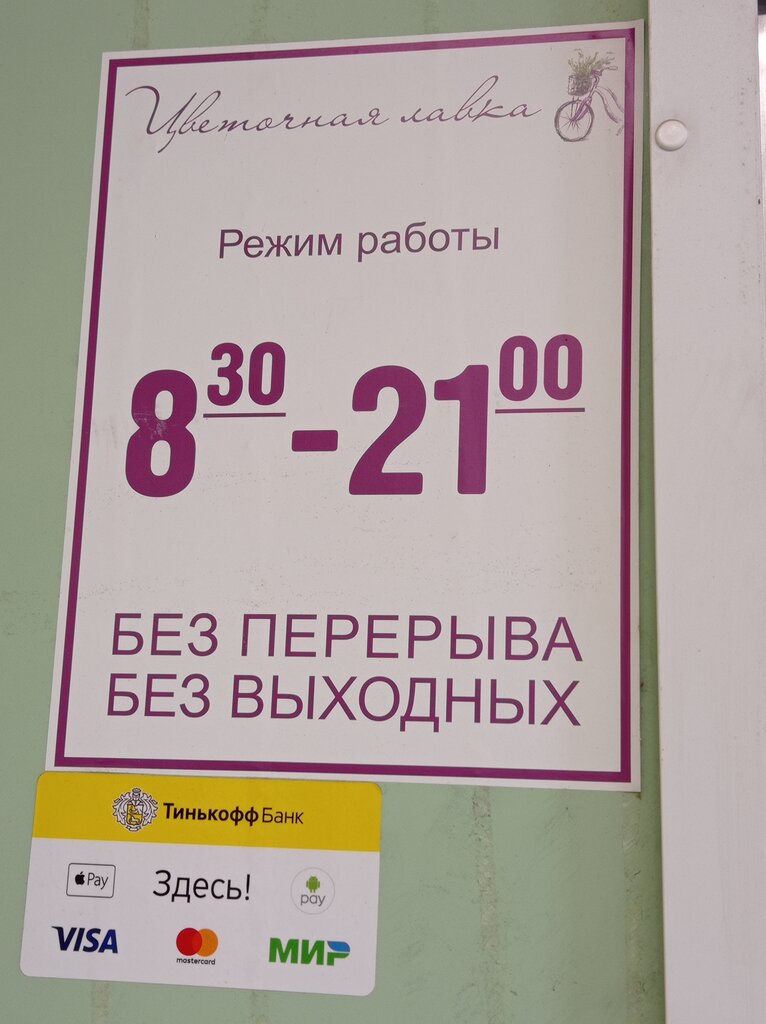 Цветочная лавка
Режим работы
8³⁰-21⁰⁰
БЕЗ ПЕРЕРЫВА
БЕЗ ВЫХОДНЫХ
Тинькофф Банк
Pay Здесь! pay
VISA mastercard МИР